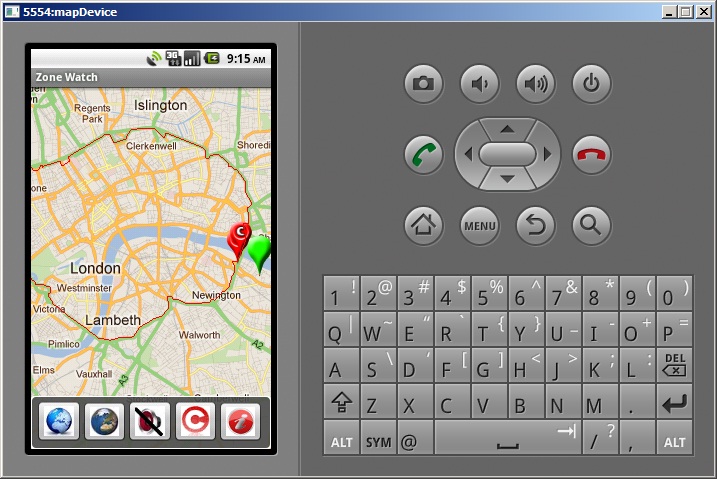 5554:mapDevice
3G
9:15 AM
Zone Watch
Regents
Park
Islington
Clerkenwell
Shoredi
one
C
London
Westminster
Newington
Lambeth
Pimlico
Walworth
A2
Elms
Vauxhall
A3
MENU
1 ! 2 @ 3 # 4 $ 5 % 6 ^ 7 & 8 * 9 ( 0 )
Q | W ~ E “ R ` T { Y } U _ I - O + P =
A S \ D ‘ F [ G ] H < J > K ; L : DEL
Z X C V B N M .
ALT SYM @ / ? , ALT